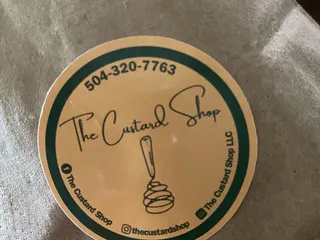 504-320-7763
The Custard Shop
The Custard Shop
@thecustardshop
The Custard Shop LLC